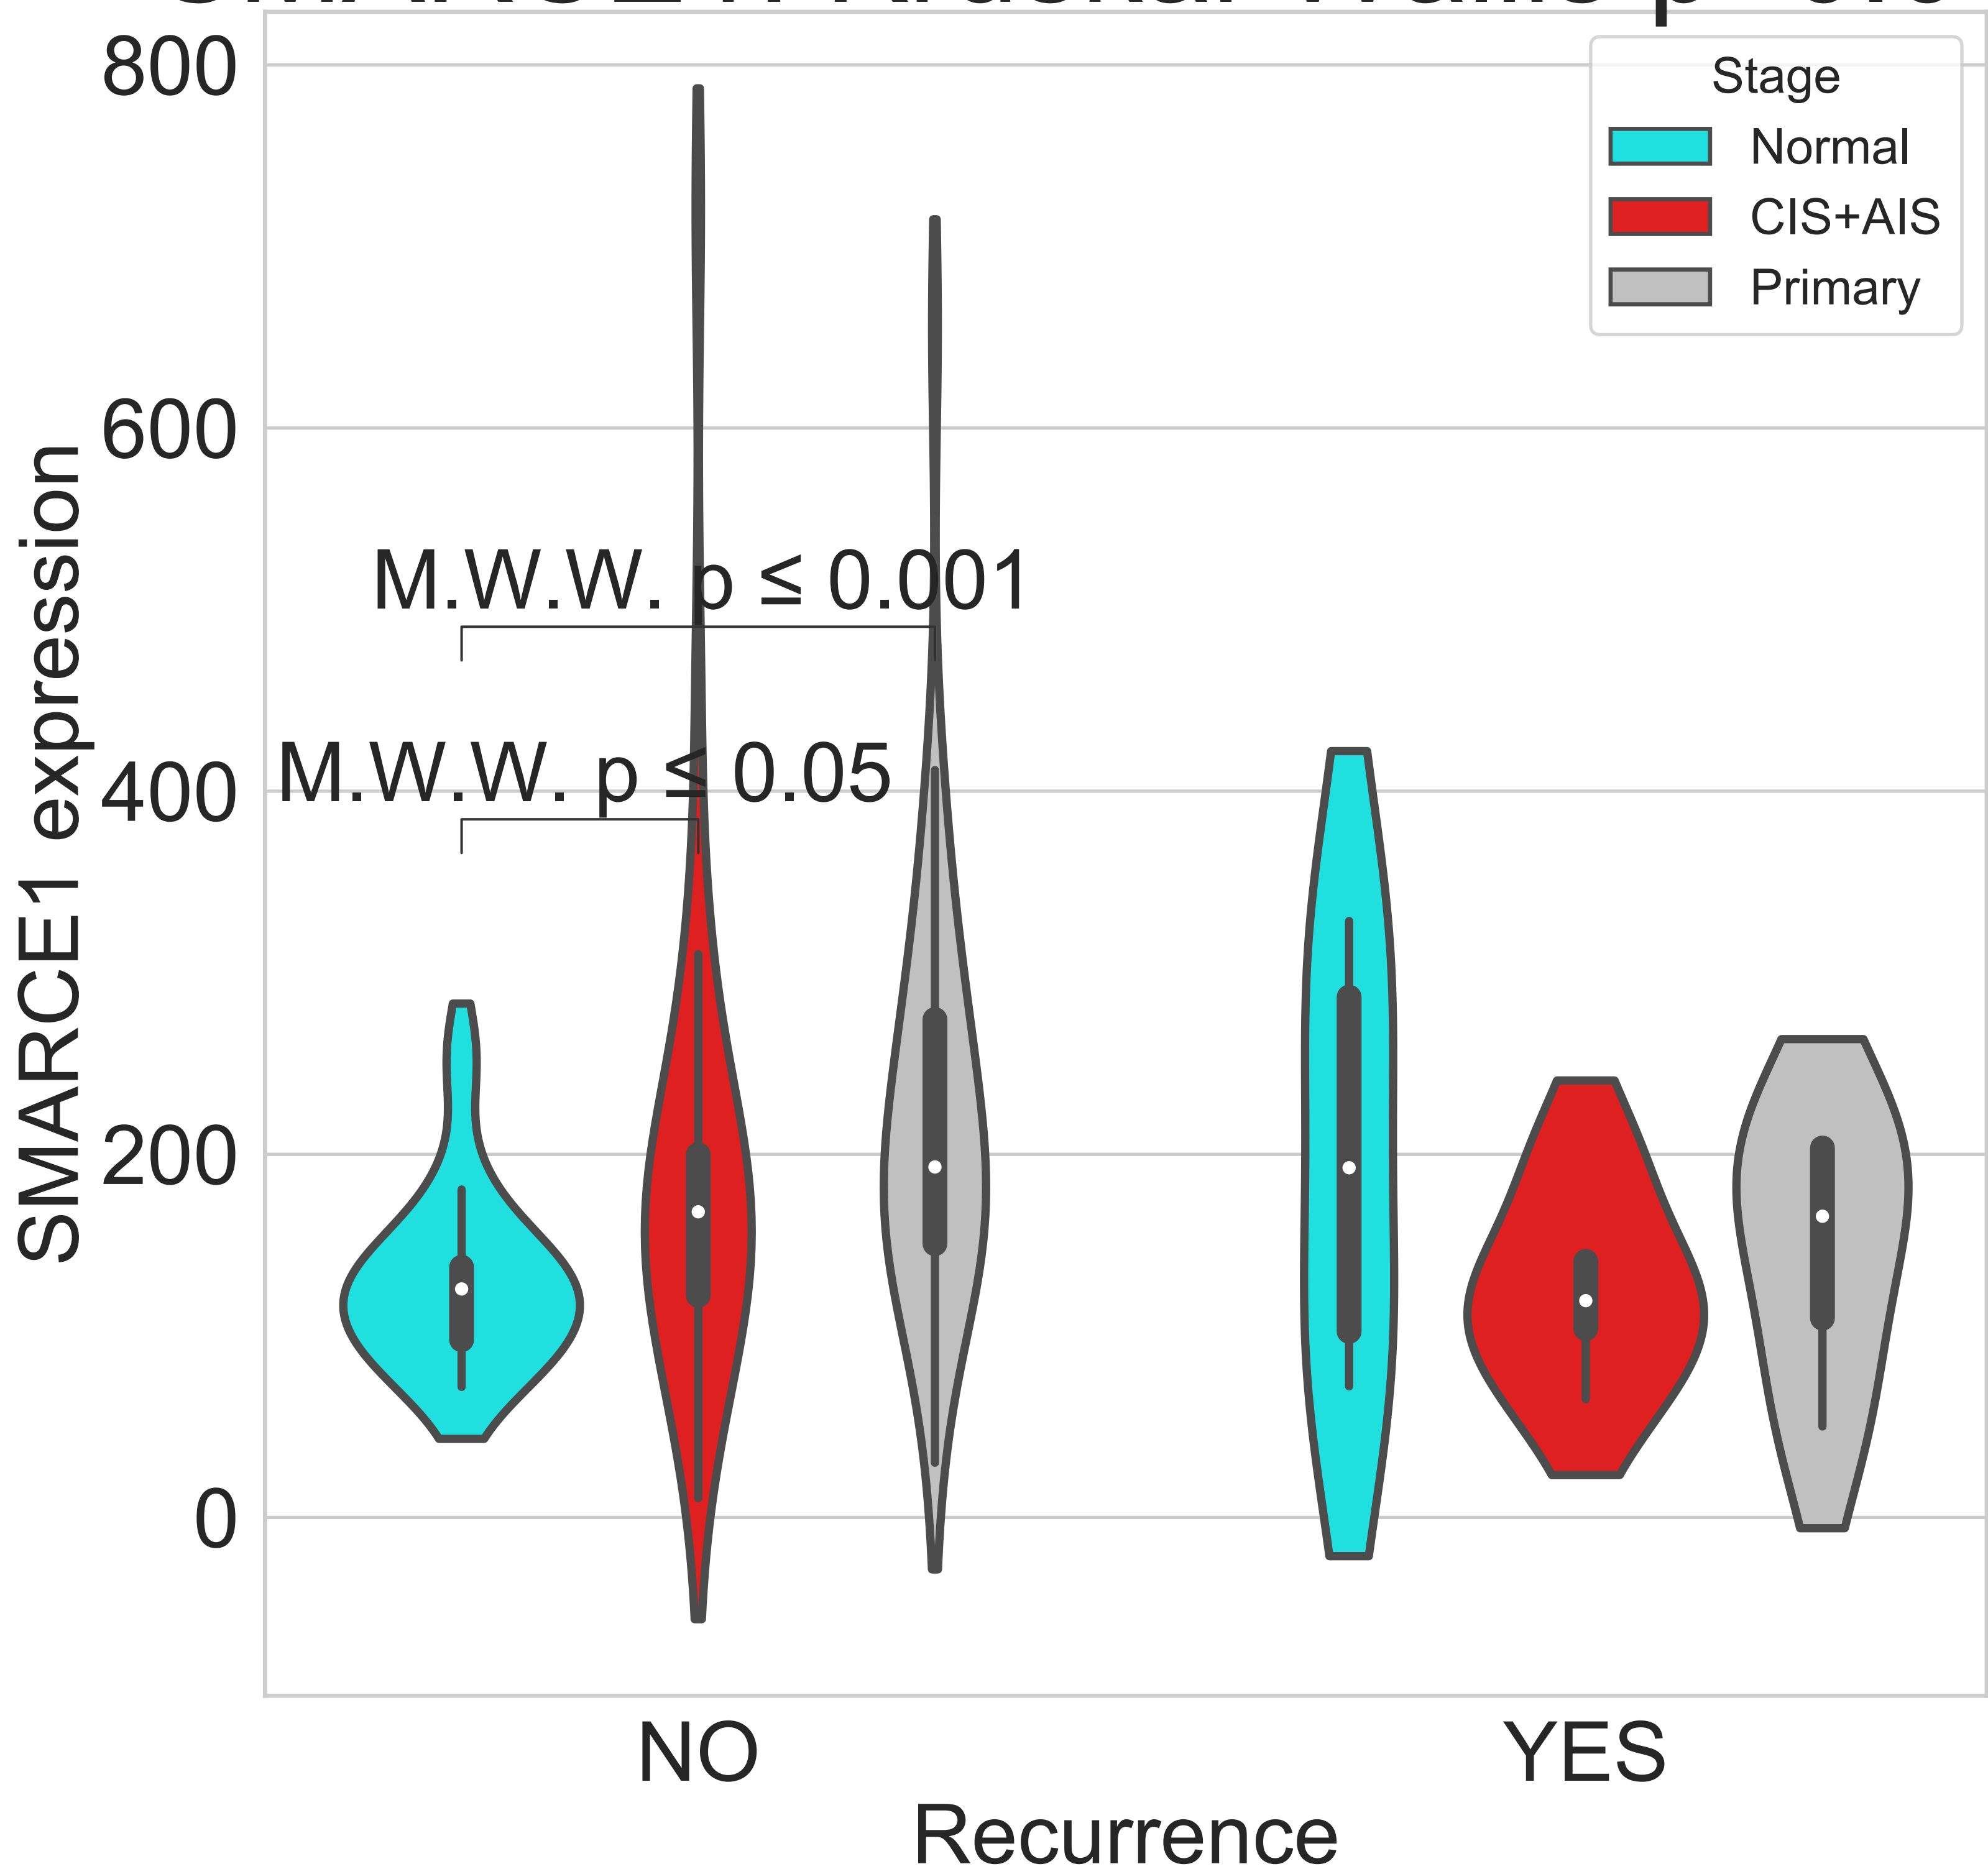 800
600
400
200
0
SMARCE1 expression
Stage
Normal
CIS+AIS
Primary
M.W.W. p ≤ 0.001
M.W.W. p ≤ 0.05
NO
YES
Recurrence